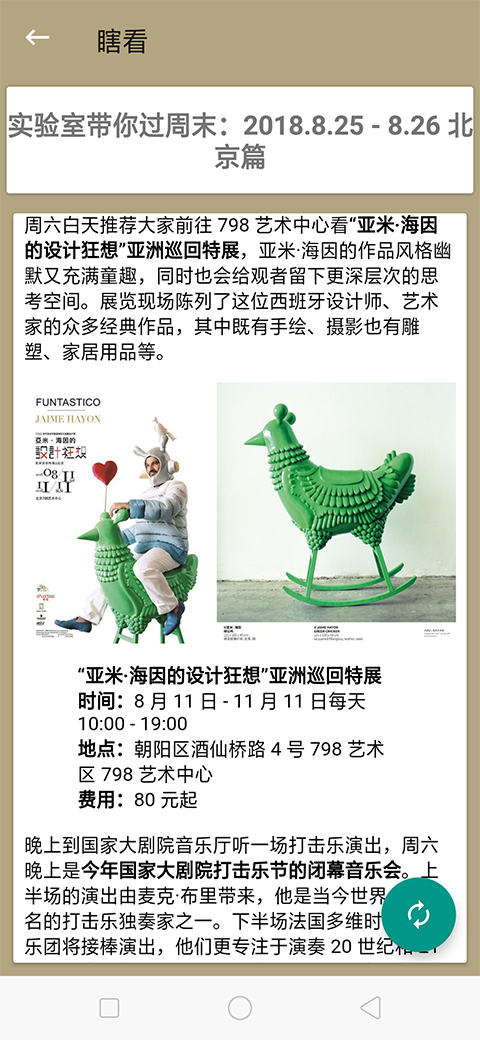 瞎看
实验室带你过周末：2018.8.25 - 8.26 北
京篇
周六白天推荐大家前往 798 艺术中心看“亚米·海因
的设计狂想”亚洲巡回特展，亚米·海因的作品风格幽
默又充满童趣，同时也会给观者留下更深层次的思
考空间。展览现场陈列了这位西班牙设计师、艺术
家的众多经典作品，其中既有手绘、摄影也有雕
塑、家居用品等。
FUNTASTICO
JAIME HAYON
亞米·海因的
設計狂想
“亚米·海因的设计狂想”亚洲巡回特展
时间：8 月 11 日 - 11 月 11 日每天
10:00 - 19:00
地点：朝阳区酒仙桥路 4 号 798 艺术
区 798 艺术中心
费用：80 元起
晚上到国家大剧院音乐厅听一场打击乐演出，周六
晚上是今年国家大剧院打击乐节的闭幕音乐会。上
半场的演出由麦克·布里带来，他是当今世界
名的打击乐独奏家之一。下半场法国多维时
乐团将接棒演出，他们更专注于演奏 20 世纪和